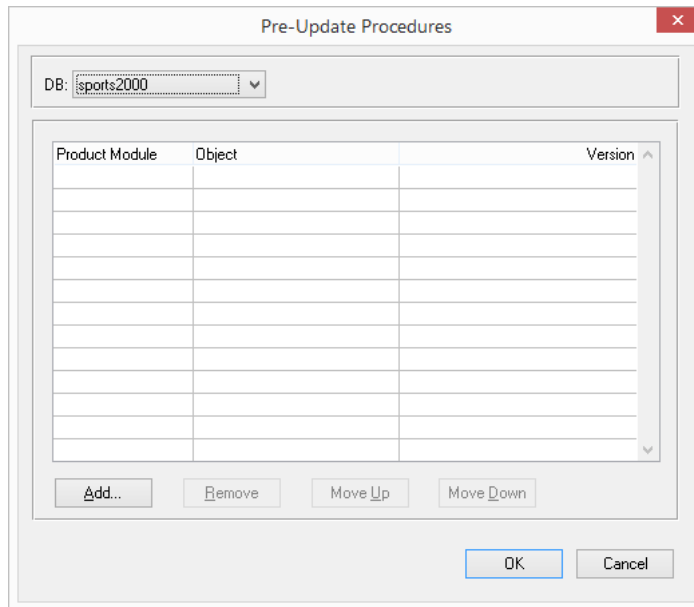 Pre-Update Procedures
DB: sports2000
Product Module Object Version
Add... Remove Move Up Move Down
OK Cancel